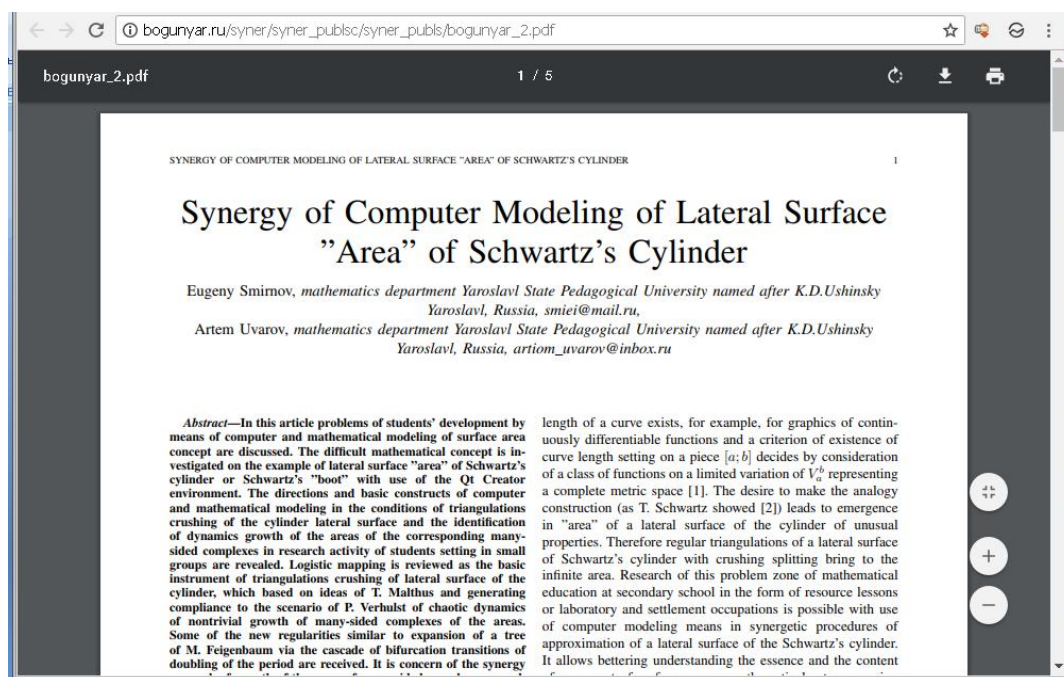 bogunyar.ru/syner/syner_publsc/syner_publs/bogunyar_2.pdf
bogunyar_2.pdf
1 / 5
SYNERGY OF COMPUTER MODELING OF LATERAL SURFACE "AREA" OF SCHWARTZ'S CYLINDER
1
Synergy of Computer Modeling of Lateral Surface
"Area" of Schwartz's Cylinder
Eugeny Smirnov, mathematics department Yaroslavl State Pedagogical University named after K.D.Ushinsky
Yaroslavl, Russia, smiei@mail.ru,
Artem Uvarov, mathematics department Yaroslavl State Pedagogical University named after K.D.Ushinsky
Yaroslavl, Russia, artiom_uvarov@inbox.ru
Abstract—In this article problems of students' development by
means of computer and mathematical modeling of surface area
concept are discussed. The difficult mathematical concept is in-
vestigated on the example of lateral surface "area" of Schwartz's
cylinder or Schwartz's "boot" with use of the Qt Creator
environment. The directions and basic constructs of computer
and mathematical modeling in the conditions of triangulations
crushing of the cylinder lateral surface and the identification
of dynamics growth of the areas of the corresponding many-
sided complexes in research activity of students setting in small
groups are revealed. Logistic mapping is reviewed as the basic
instrument of triangulations crushing of lateral surface of the
cylinder, which based on ideas of T. Malthus and generating
compliance to the scenario of P. Verhulst of chaotic dynamics
of nontrivial growth of many-sided complexes of the areas.
Some of the new regularities similar to expansion of a tree
of M. Feigenbaum via the cascade of bifurcation transitions of
doubling of the period are received. It is concern of the synergy
length of a curve exists, for example, for graphics of contin-
uously differentiable functions and a criterion of existence of
curve length setting on a piece [a; b] decides by consideration
of a class of functions on a limited variation of V_a^b representing
a complete metric space [1]. The desire to make the analogy
construction (as T. Schwartz showed [2]) leads to emergence
in "area" of a lateral surface of the cylinder of unusual
properties. Therefore regular triangulations of a lateral surface
of Schwartz's cylinder with crushing splitting bring to the
infinite area. Research of this problem zone of mathematical
education at secondary school in the form of resource lessons
or laboratory and settlement occupations is possible with use
of computer modeling means in synergetic procedures of
approximation of a lateral surface of the Schwartz's cylinder.
It allows bettering understanding the essence and the content